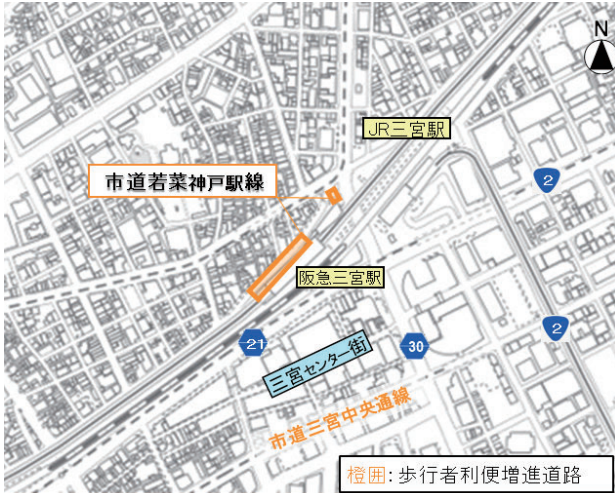 N
JR三宮駅
市道若菜神戸駅線
2
阪急三宮駅
21
30
2
三宮センター街
市道三宮中央通線
橙囲：歩行者利便増進道路